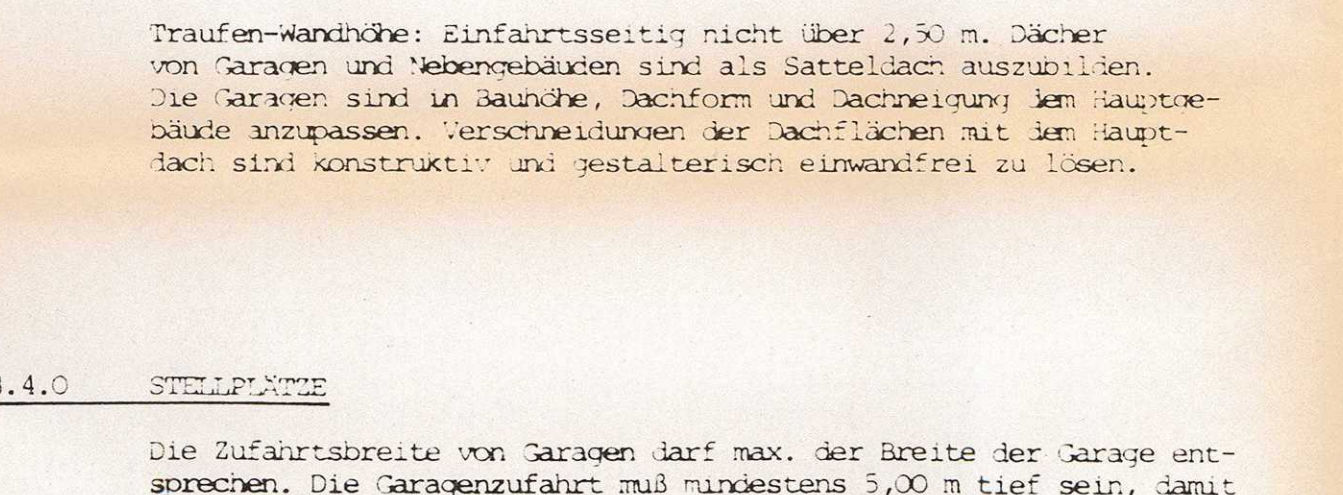 Traufen-Wandhöhe: Einfahrtsseitig nicht über 2,50 m. Dächer
von Garagen und Nebengebäuden sind als Satteldach auszubilden.
Die Garagen sind in Bauhöhe, Dachform und Dachneigung dem Hauptge-
bäude anzupassen. Verschneidungen der Dachflächen mit dem Haupt-
dach sind konstruktiv und gestalterisch einwandfrei zu lösen.
.4.0 STELLPLÄTZE
Die Zufahrtsbreite von Garagen darf max. der Breite der Garage ent-
sprechen. Die Garagenzufahrt muß mindestens 5,00 m tief sein, damit